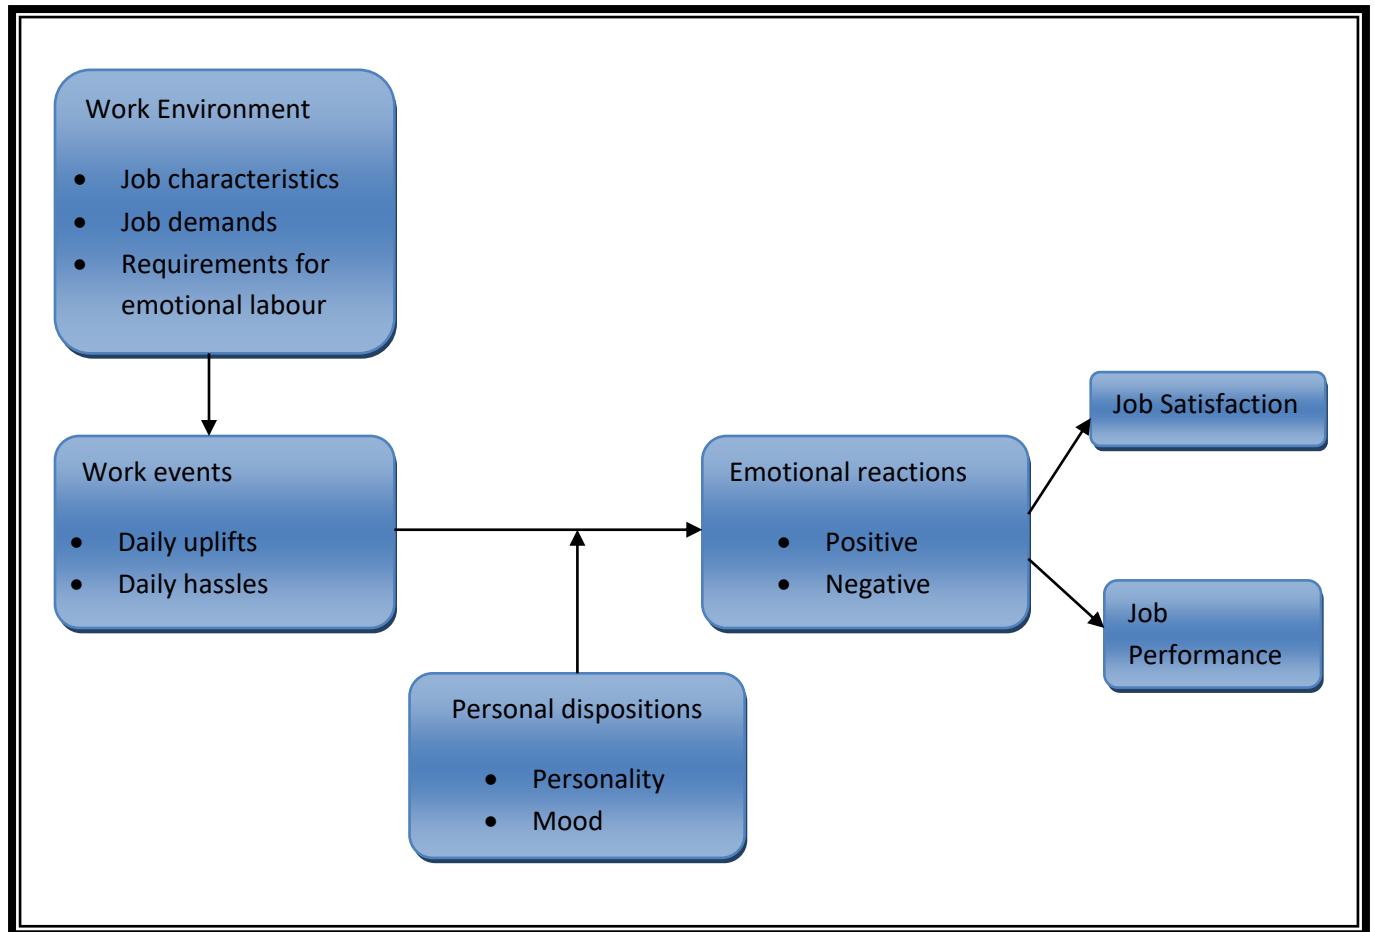 Work Environment
• Job characteristics
• Job demands
• Requirements for
emotional labour
Work events
• Daily uplifts
• Daily hassles
Emotional reactions
• Positive
• Negative
Job Satisfaction
Job
Performance
Personal dispositions
• Personality
• Mood